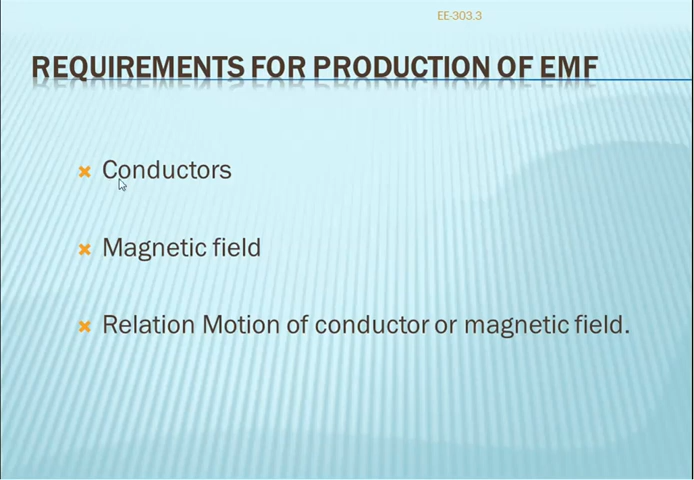 EE-303.3
REQUIREMENTS FOR PRODUCTION OF EMF
Conductors
Magnetic field
Relation Motion of conductor or magnetic field.